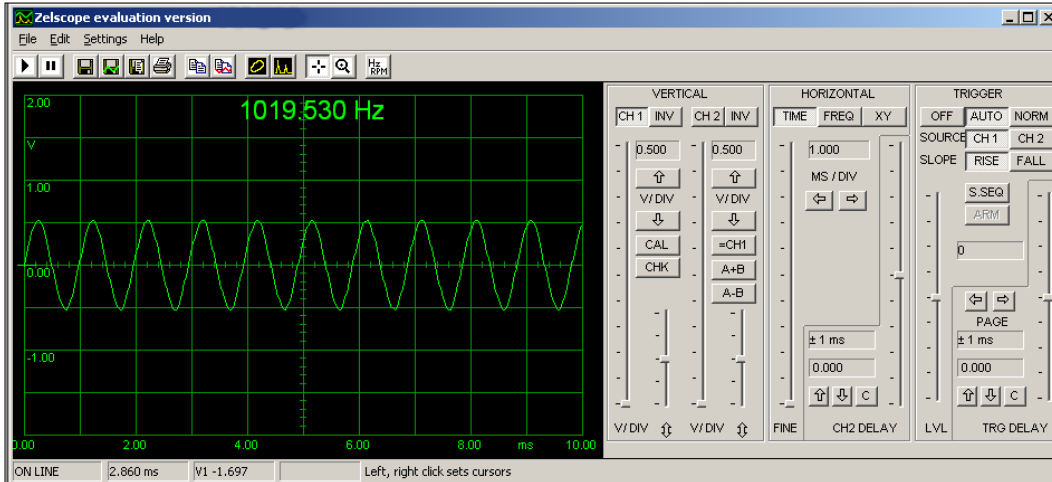 Zelscope evaluation version
File Edit Settings Help
Hz
RPM
1019.530 Hz
2.00
V
1.00
0.00
-1.00
0.00 2.00 4.00 6.00 8.00 ms 10.00
VERTICAL
CH 1 INV CH 2 INV
0.500 0.500
V/DIV V/DIV
CAL =CH1
CHK A+B
A-B
V/DIV V/DIV
HORIZONTAL
TIME FREQ XY
1.000
MS / DIV
± 1 ms
0.000
C
FINE CH2 DELAY
TRIGGER
OFF AUTO NORM
SOURCE CH 1 CH 2
SLOPE RISE FALL
S.SEQ
ARM
0
PAGE
± 1 ms
0.000
C
LVL TRG DELAY
ON LINE 2.860 ms V1 -1.697 Left, right click sets cursors